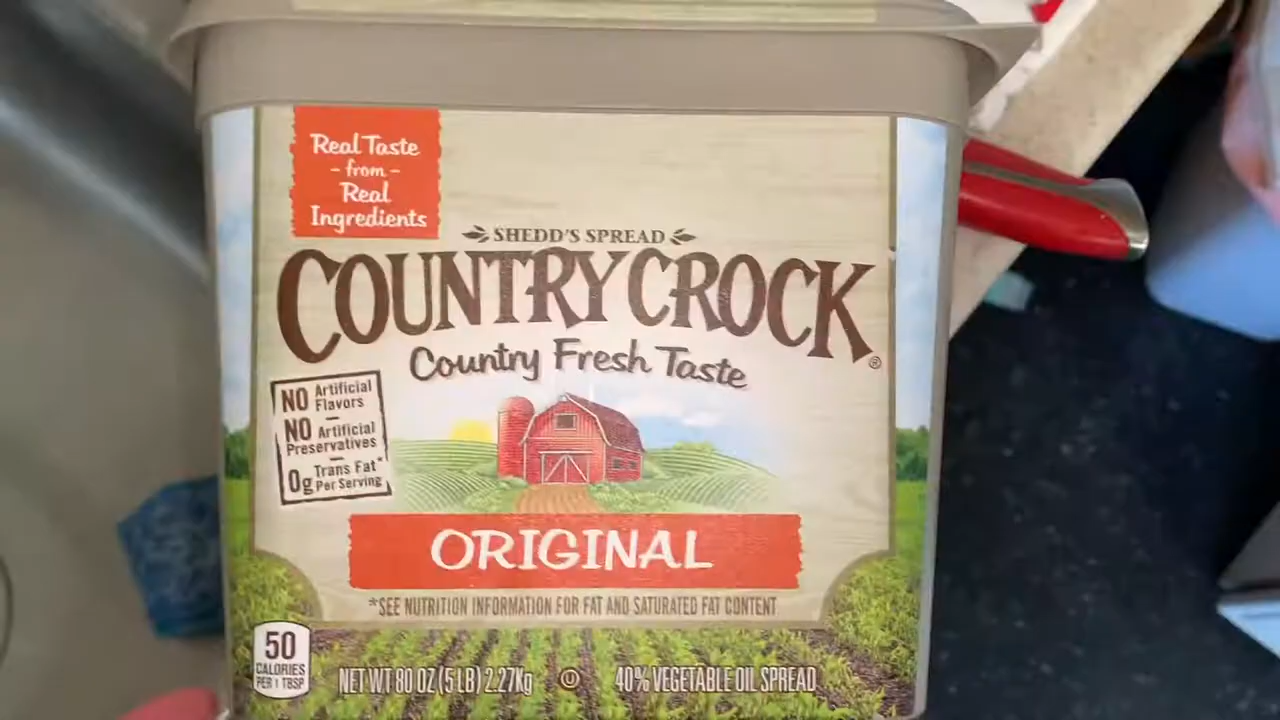 Real Taste
- from -
Real
Ingredients
SHEDD'S SPREAD
COUNTRY CROCK®
Country Fresh Taste
NO Artificial
Flavors
NO Artificial
Preservatives
0g Trans Fat*
Per Serving
ORIGINAL
*SEE NUTRITION INFORMATION FOR FAT AND SATURATED FAT CONTENT
50
CALORIES
PER 1 TBSP
NET WT 80 OZ (5 LB) 2.27Kg U 40% VEGETABLE OIL SPREAD